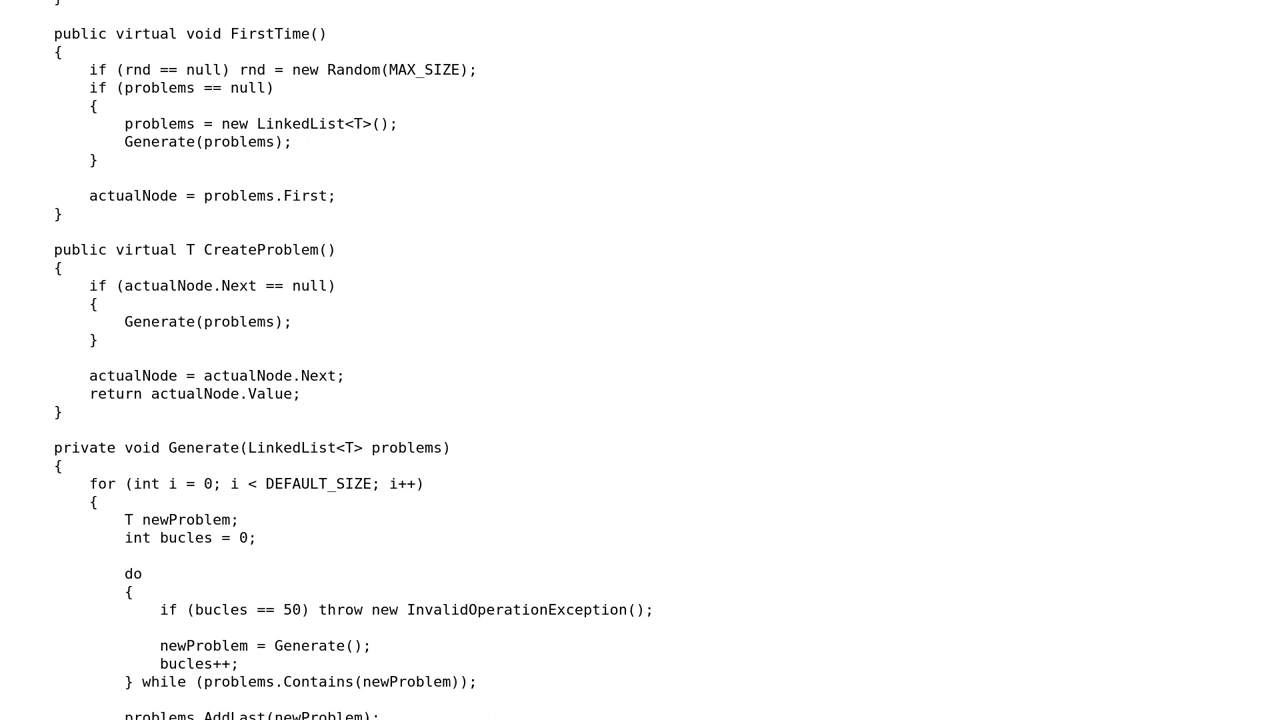 }
public virtual void FirstTime()
{
if (rnd == null) rnd = new Random(MAX_SIZE);
if (problems == null)
{
problems = new LinkedList<T>();
Generate(problems);
}
actualNode = problems.First;
}
public virtual T CreateProblem()
{
if (actualNode.Next == null)
{
Generate(problems);
}
actualNode = actualNode.Next;
return actualNode.Value;
}
private void Generate(LinkedList<T> problems)
{
for (int i = 0; i < DEFAULT_SIZE; i++)
{
T newProblem;
int bucles = 0;
do
{
if (bucles == 50) throw new InvalidOperationException();
newProblem = Generate();
bucles++;
} while (problems.Contains(newProblem));
problems.AddLast(newProblem);